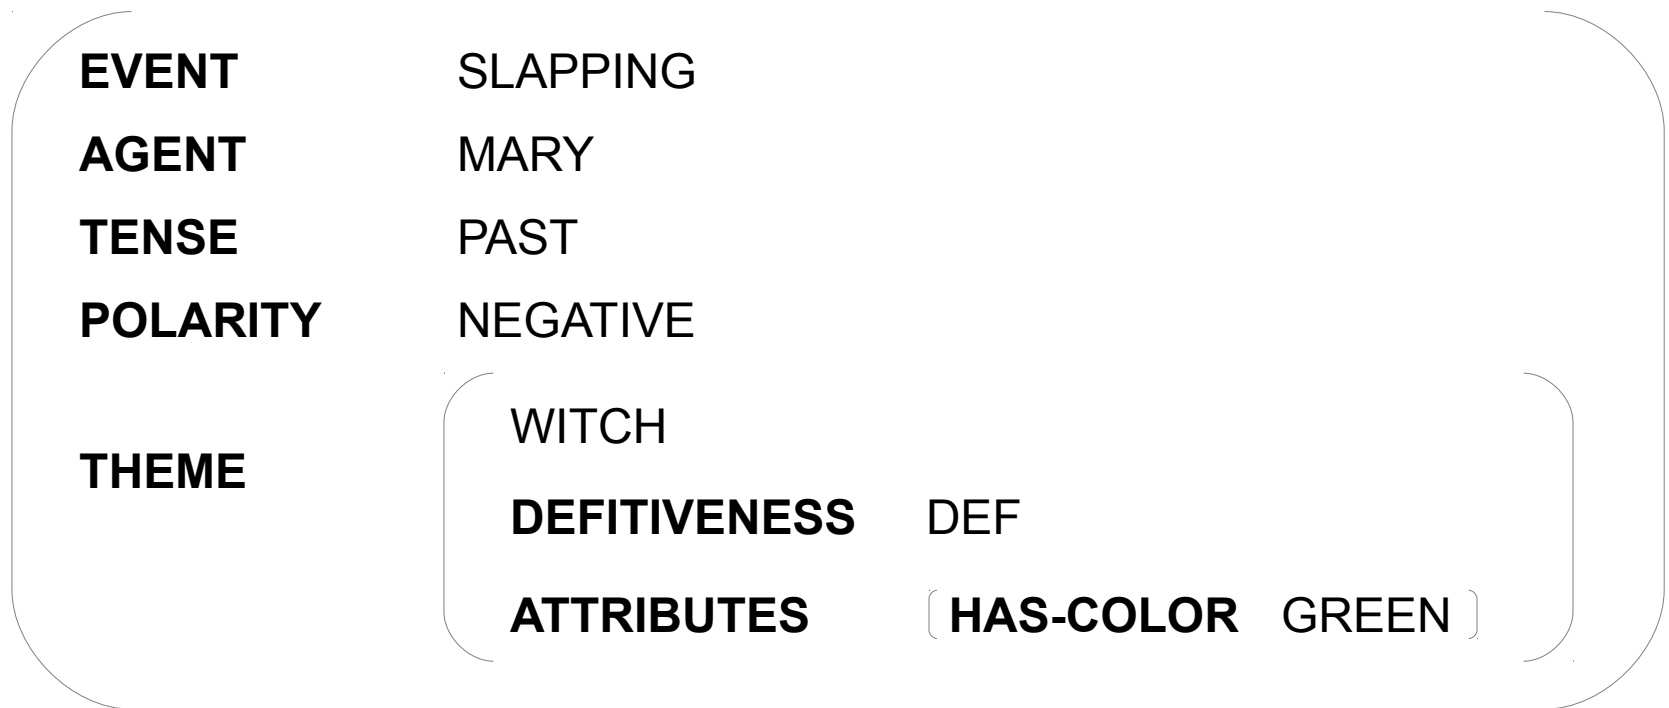 EVENT SLAPPING
AGENT MARY
TENSE PAST
POLARITY NEGATIVE
WITCH
THEME
DEFITIVENESS DEF
ATTRIBUTES HAS-COLOR GREEN